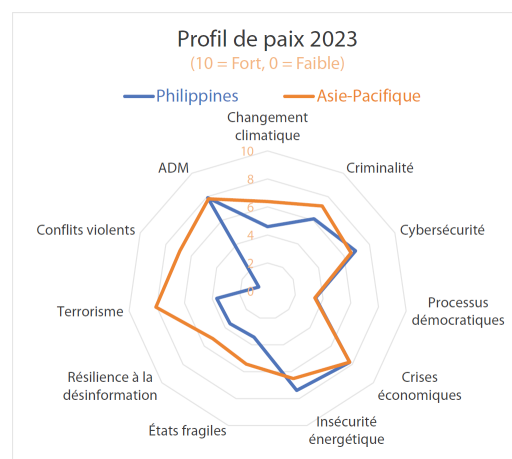 Profil de paix 2023
(10 = Fort, 0 = Faible)
Philippines
Asie-Pacifique
Changement
climatique
10
8
6
4
2
0
ADM
Criminalité
Conflits violents
Cybersécurité
Terrorisme
Processus
démocratiques
Résilience à la
désinformation
Crises
économiques
États fragiles
Insécurité
énergétique